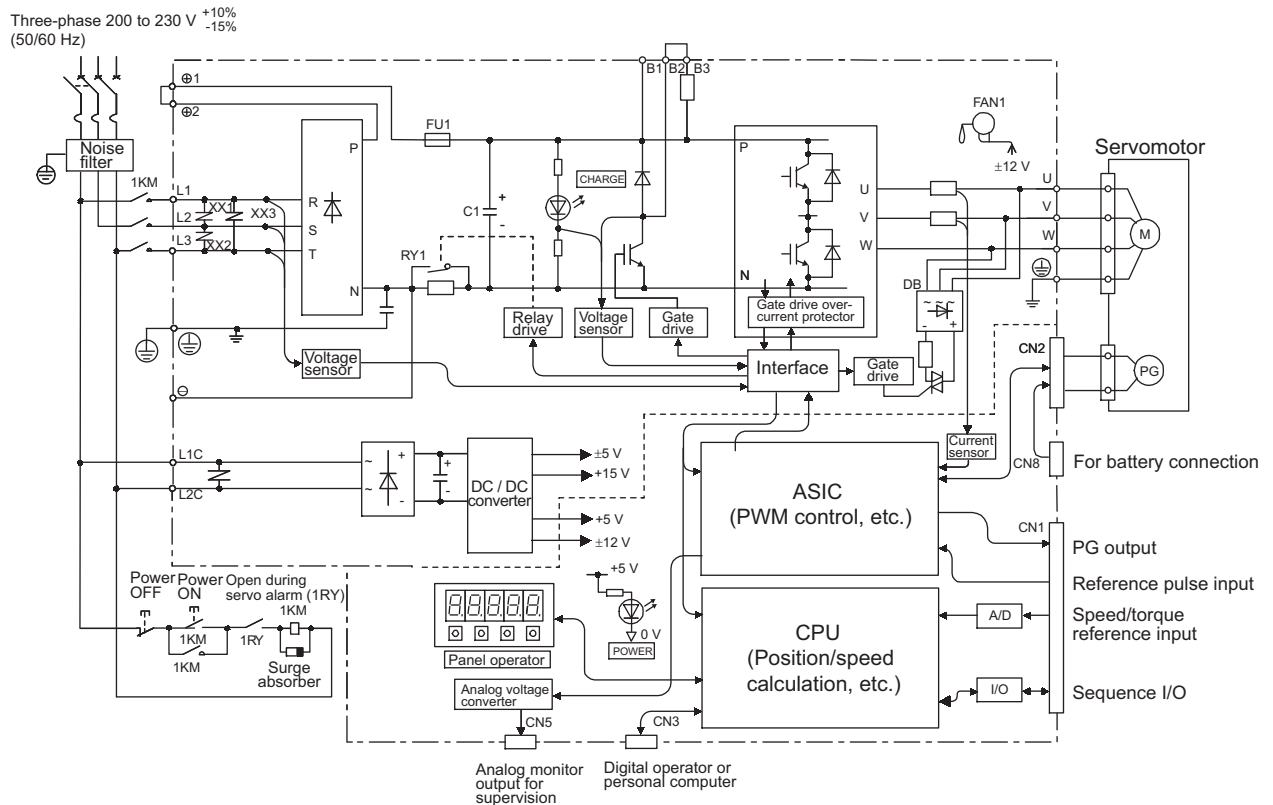 Three-phase 200 to 230 V +10% -15%
(50/60 Hz)
⊕1
⊕2
B1 B2 B3
FAN1
±12 V
FU1
Servomotor
Noise
filter
P
P
1KM
L1
R
CHARGE
U
U
XX1
XX3
C1
+
-
L2
S
V
V
M
XX2
L3
T
W
W
RY1
N
N
DB
~ ~ ~
- +
Relay
drive
Voltage
sensor
Gate
drive
Gate drive over-
current protector
CN2
Voltage
sensor
Interface
Gate
drive
PG
⊖
Current
sensor
CN8
For battery connection
L1C
~ +
+
±5 V
+15 V
DC / DC
converter
L2C
~ -
-
+5 V
±12 V
ASIC
(PWM control, etc.)
CN1
PG output
Reference pulse input
Power
OFF
Power
ON
Open during
servo alarm (1RY)
1KM
1KM
1RY
1KM
Surge
absorber
+5 V
0 V
POWER
Panel operator
CPU
(Position/speed
calculation, etc.)
A/D
Speed/torque
reference input
I/O
Sequence I/O
Analog voltage
converter
CN5
CN3
Analog monitor
output for
supervision
Digital operator or
personal computer